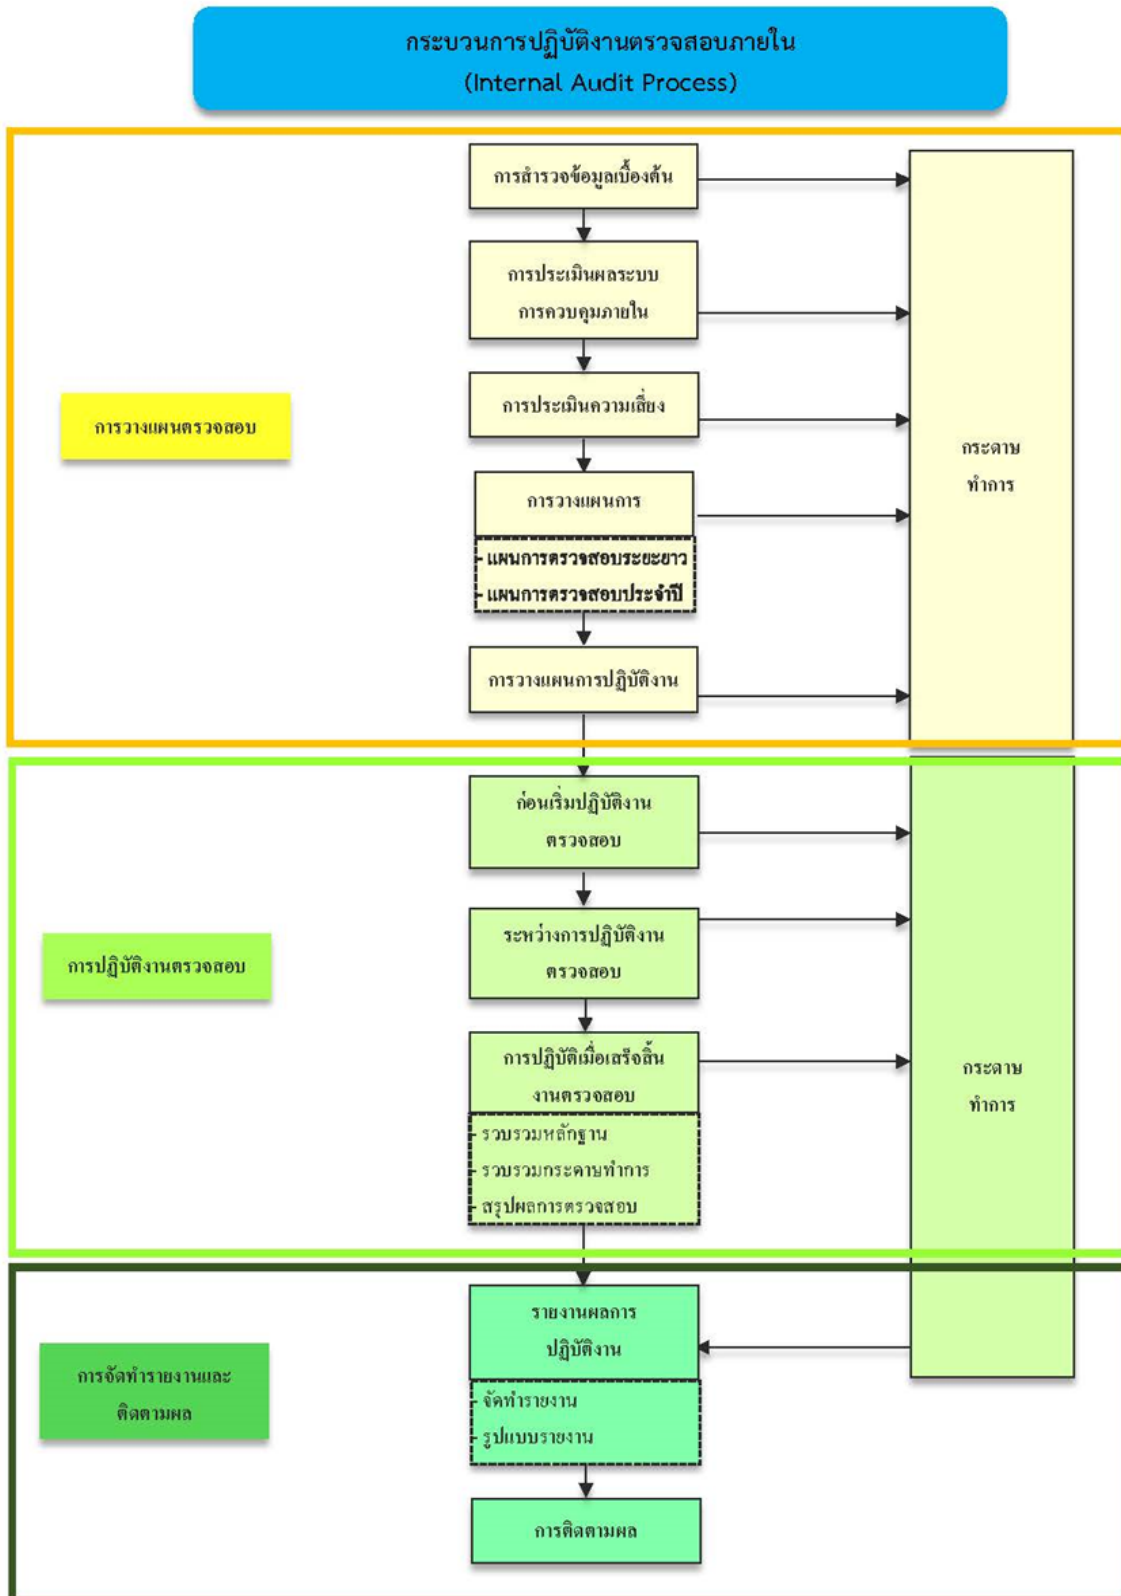 กระบวนการปฏิบัติงานตรวจสอบภายใน
(Internal Audit Process)
การสำรวจข้อมูลเบื้องต้น
การประเมินผลระบบ
การควบคุมภายใน
การประเมินความเสี่ยง
การวางแผนตรวจสอบ
การวางแผนการ
- แผนการตรวจสอบระยะยาว
- แผนการตรวจสอบประจำปี
การวางแผนการปฏิบัติงาน
กระดาษ
ทำการ
ก่อนเริ่มปฏิบัติงาน
ตรวจสอบ
ระหว่างการปฏิบัติงาน
ตรวจสอบ
การปฏิบัติงานตรวจสอบ
การปฏิบัติเมื่อเสร็จสิ้น
งานตรวจสอบ
- รวบรวมหลักฐาน
- รวบรวมกระดาษทำการ
- สรุปผลการตรวจสอบ
กระดาษ
ทำการ
รายงานผลการ
ปฏิบัติงาน
- จัดทำรายงาน
- รูปแบบรายงาน
การจัดทำรายงานและ
ติดตามผล
การติดตามผล